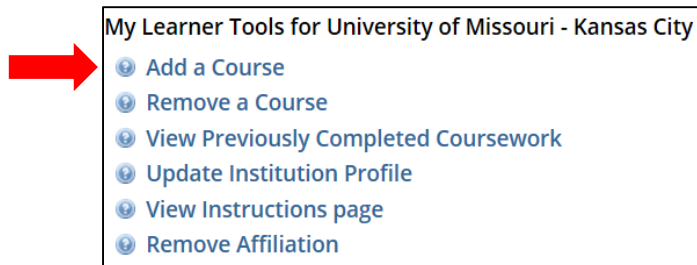 My Learner Tools for University of Missouri - Kansas City
Add a Course
Remove a Course
View Previously Completed Coursework
Update Institution Profile
View Instructions page
Remove Affiliation